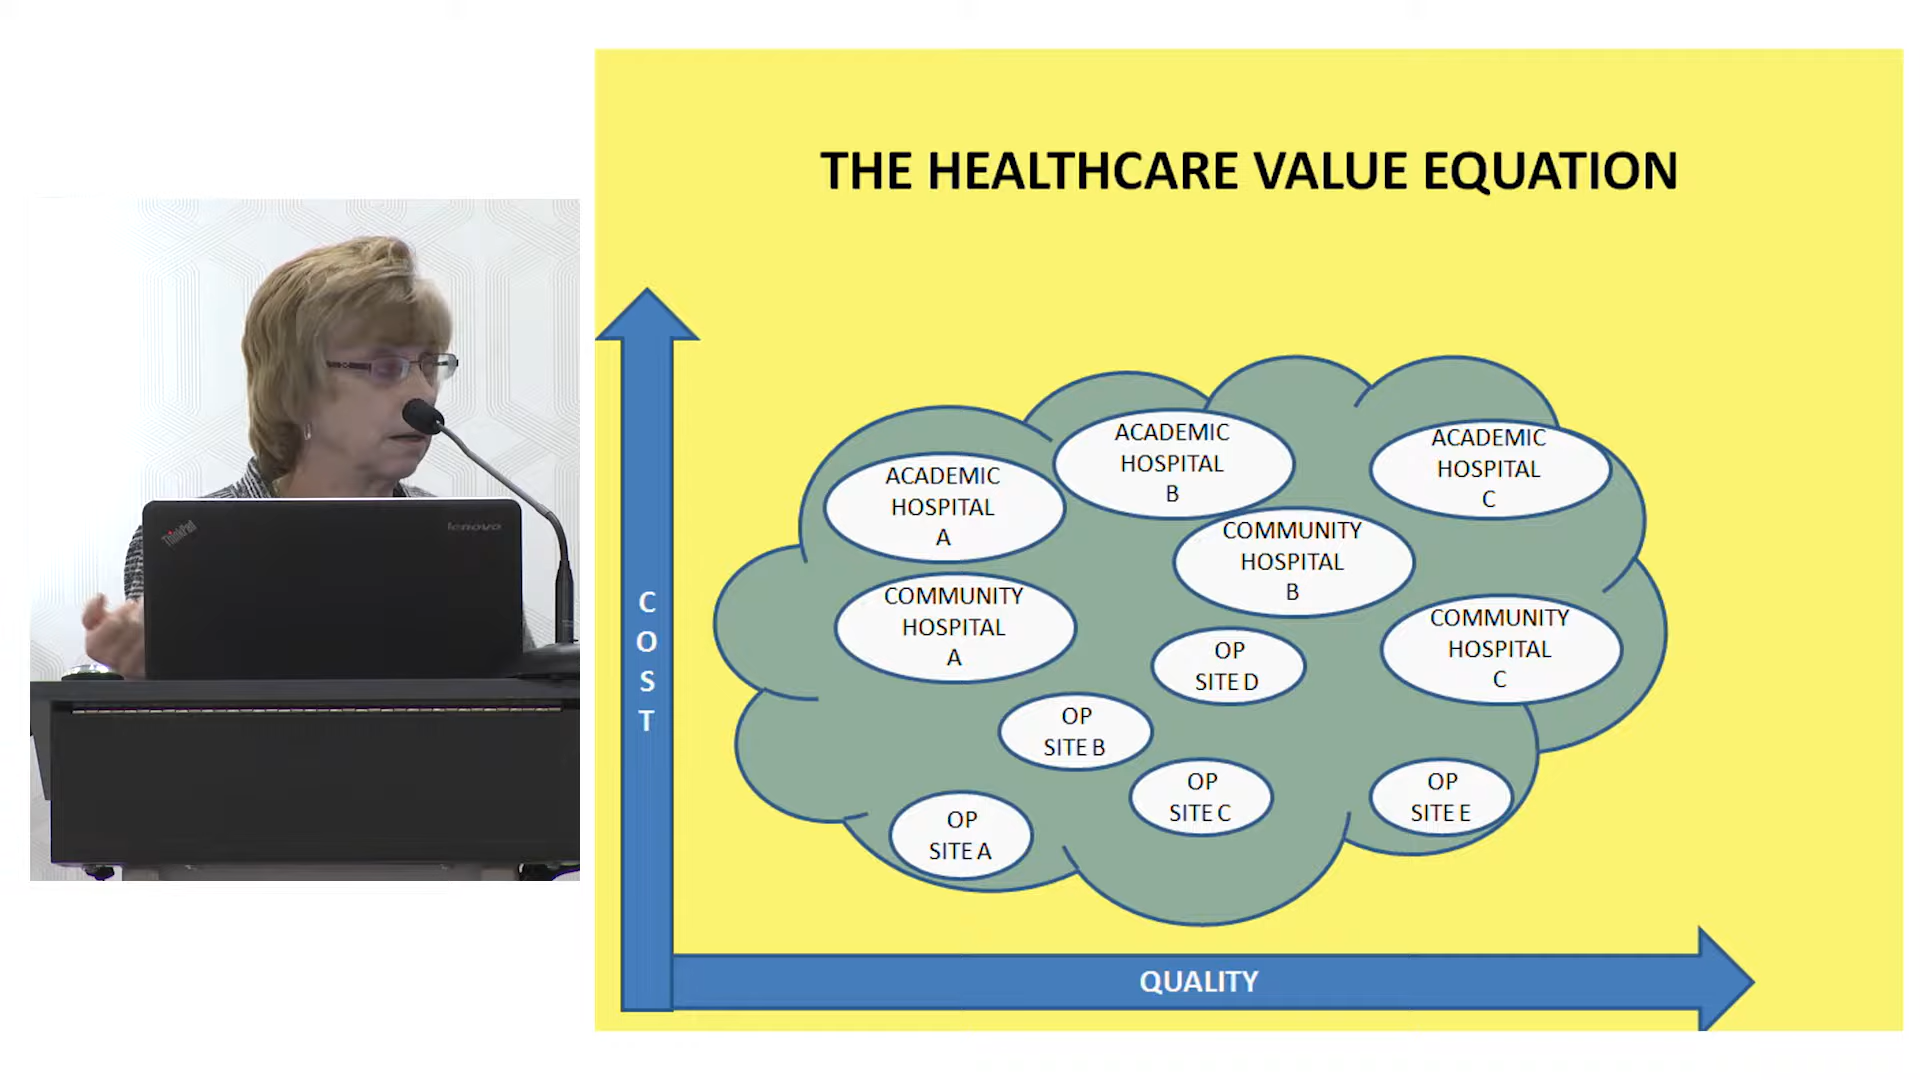 THE HEALTHCARE VALUE EQUATION
ThinkPad
lenovo
C
O
S
T
ACADEMIC
HOSPITAL
A
ACADEMIC
HOSPITAL
B
ACADEMIC
HOSPITAL
C
COMMUNITY
HOSPITAL
A
COMMUNITY
HOSPITAL
B
COMMUNITY
HOSPITAL
C
OP
SITE D
OP
SITE B
OP
SITE C
OP
SITE E
OP
SITE A
QUALITY